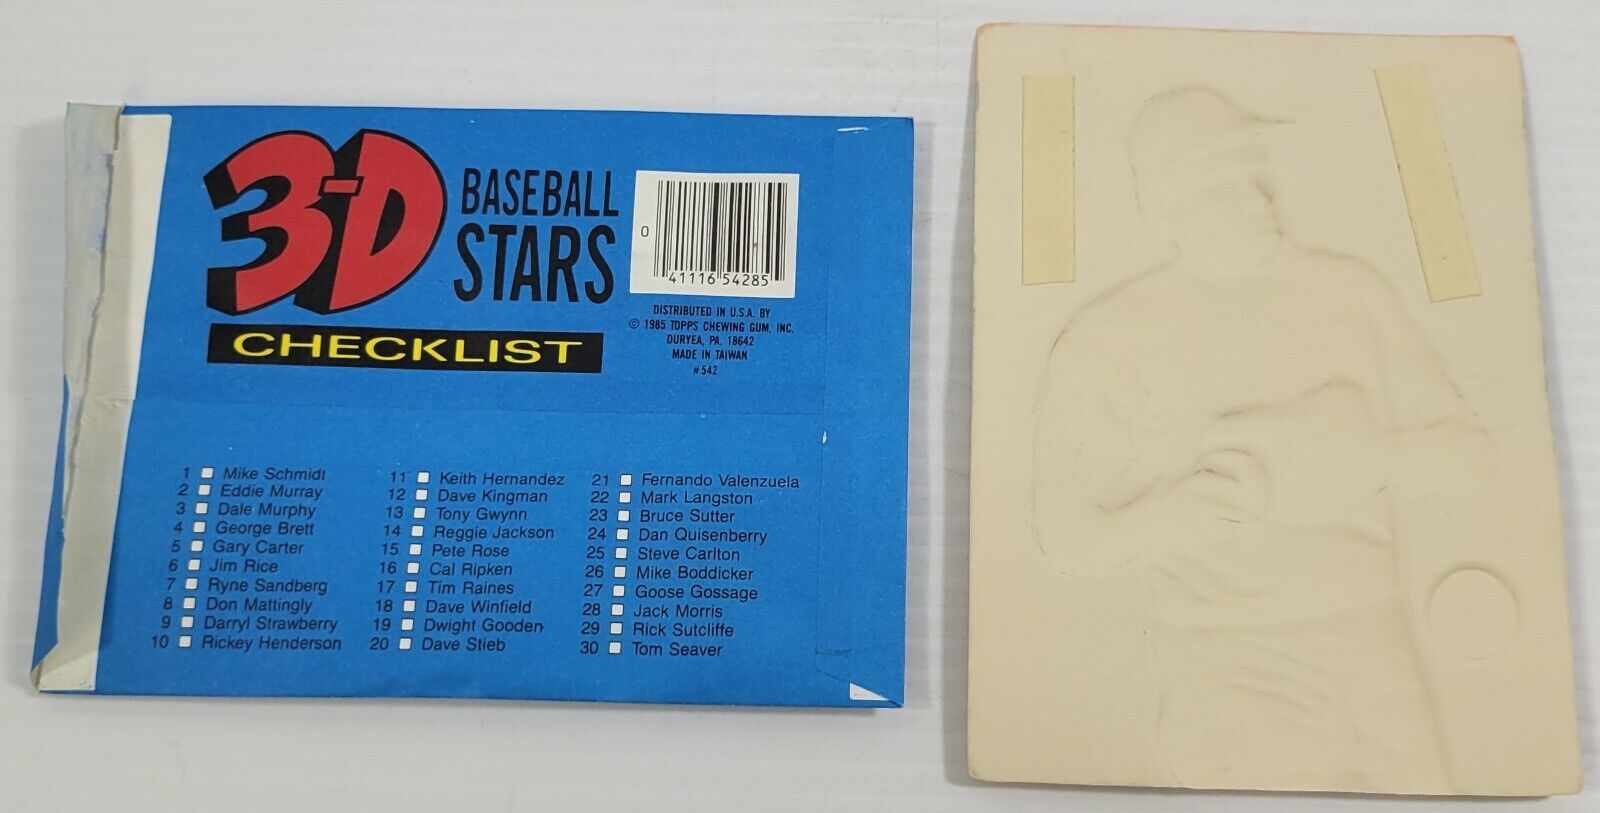 3-D
BASEBALL
STARS
CHECKLIST
0
41116 54285
DISTRIBUTED IN U.S.A. BY
© 1985 TOPPS CHEWING GUM, INC.
DURYEA, PA. 18642
MADE IN TAIWAN
#542
1 Mike Schmidt
2 Eddie Murray
3 Dale Murphy
4 George Brett
5 Gary Carter
6 Jim Rice
7 Ryne Sandberg
8 Don Mattingly
9 Darryl Strawberry
10 Rickey Henderson
11 Keith Hernandez
12 Dave Kingman
13 Tony Gwynn
14 Reggie Jackson
15 Pete Rose
16 Cal Ripken
17 Tim Raines
18 Dave Winfield
19 Dwight Gooden
20 Dave Stieb
21 Fernando Valenzuela
22 Mark Langston
23 Bruce Sutter
24 Dan Quisenberry
25 Steve Carlton
26 Mike Boddicker
27 Goose Gossage
28 Jack Morris
29 Rick Sutcliffe
30 Tom Seaver